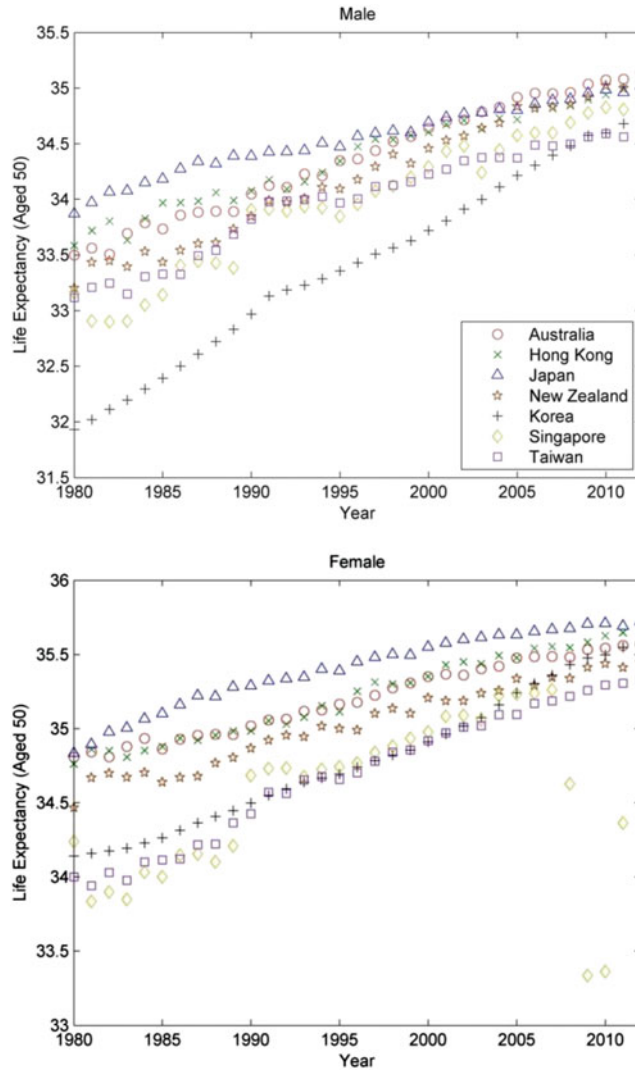 Male
35.5
35
34.5
34
33.5
33
32.5
32
31.5
Life Expectancy (Aged 50)
Australia
Hong Kong
Japan
New Zealand
Korea
Singapore
Taiwan
1980 1985 1990 1995 2000 2005 2010
Year
Female
36
35.5
35
34.5
34
33.5
33
Life Expectancy (Aged 50)
1980 1985 1990 1995 2000 2005 2010
Year